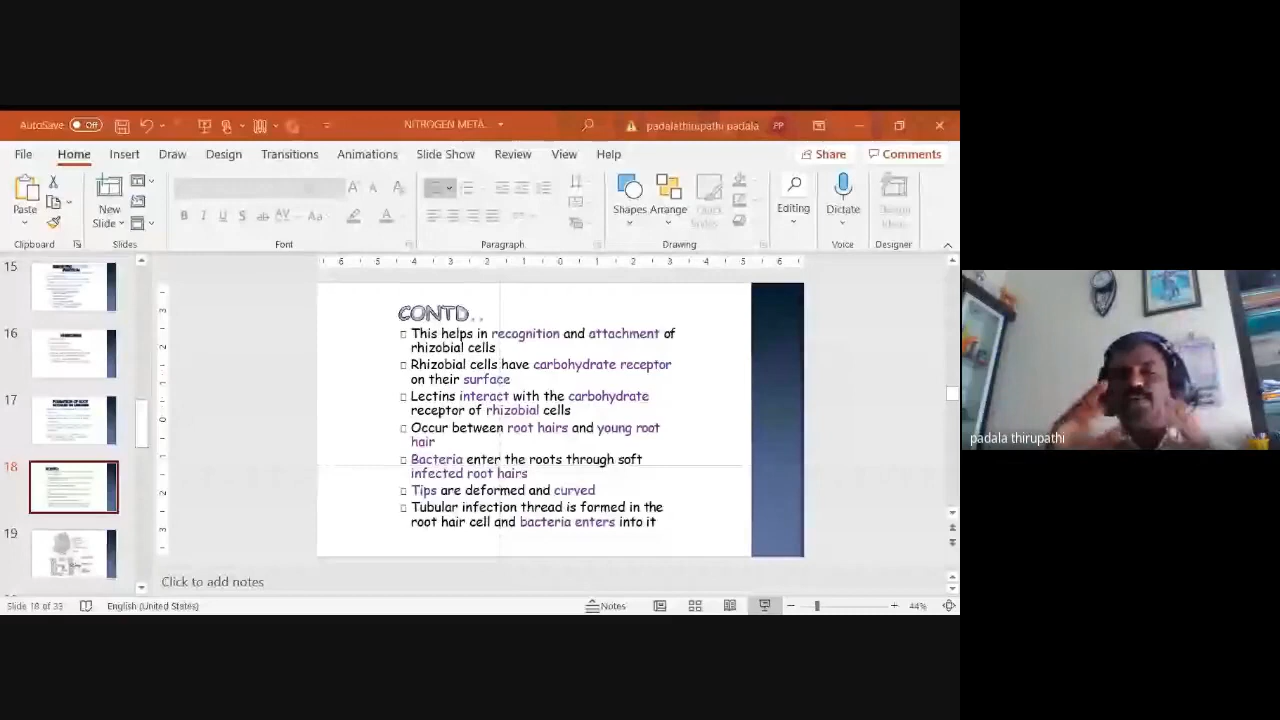 AutoSave Off NITROGEN META... padalathirupathi padala PP
File Home Insert Draw Design Transitions Animations Slide Show Review View Help Share Comments
Paste New Slide Shapes Arrange Editing Dictate
Clipboard Slides Font Paragraph Drawing Voice Designer
15
16
17
18
19
CONTD..
This helps in recognition and attachment of
rhizobial cells
Rhizobial cells have carbohydrate receptor
on their surface
Lectins interact with the carbohydrate
receptor of rhizobial cells
Occur between root hairs and young root
hair
Bacteria enter the roots through soft
infected root hairs
Tips are deformed and curved
Tubular infection thread is formed in the
root hair cell and bacteria enters into it
Click to add notes
Slide 18 of 33 English (United States) Notes 44%
padala thirupathi